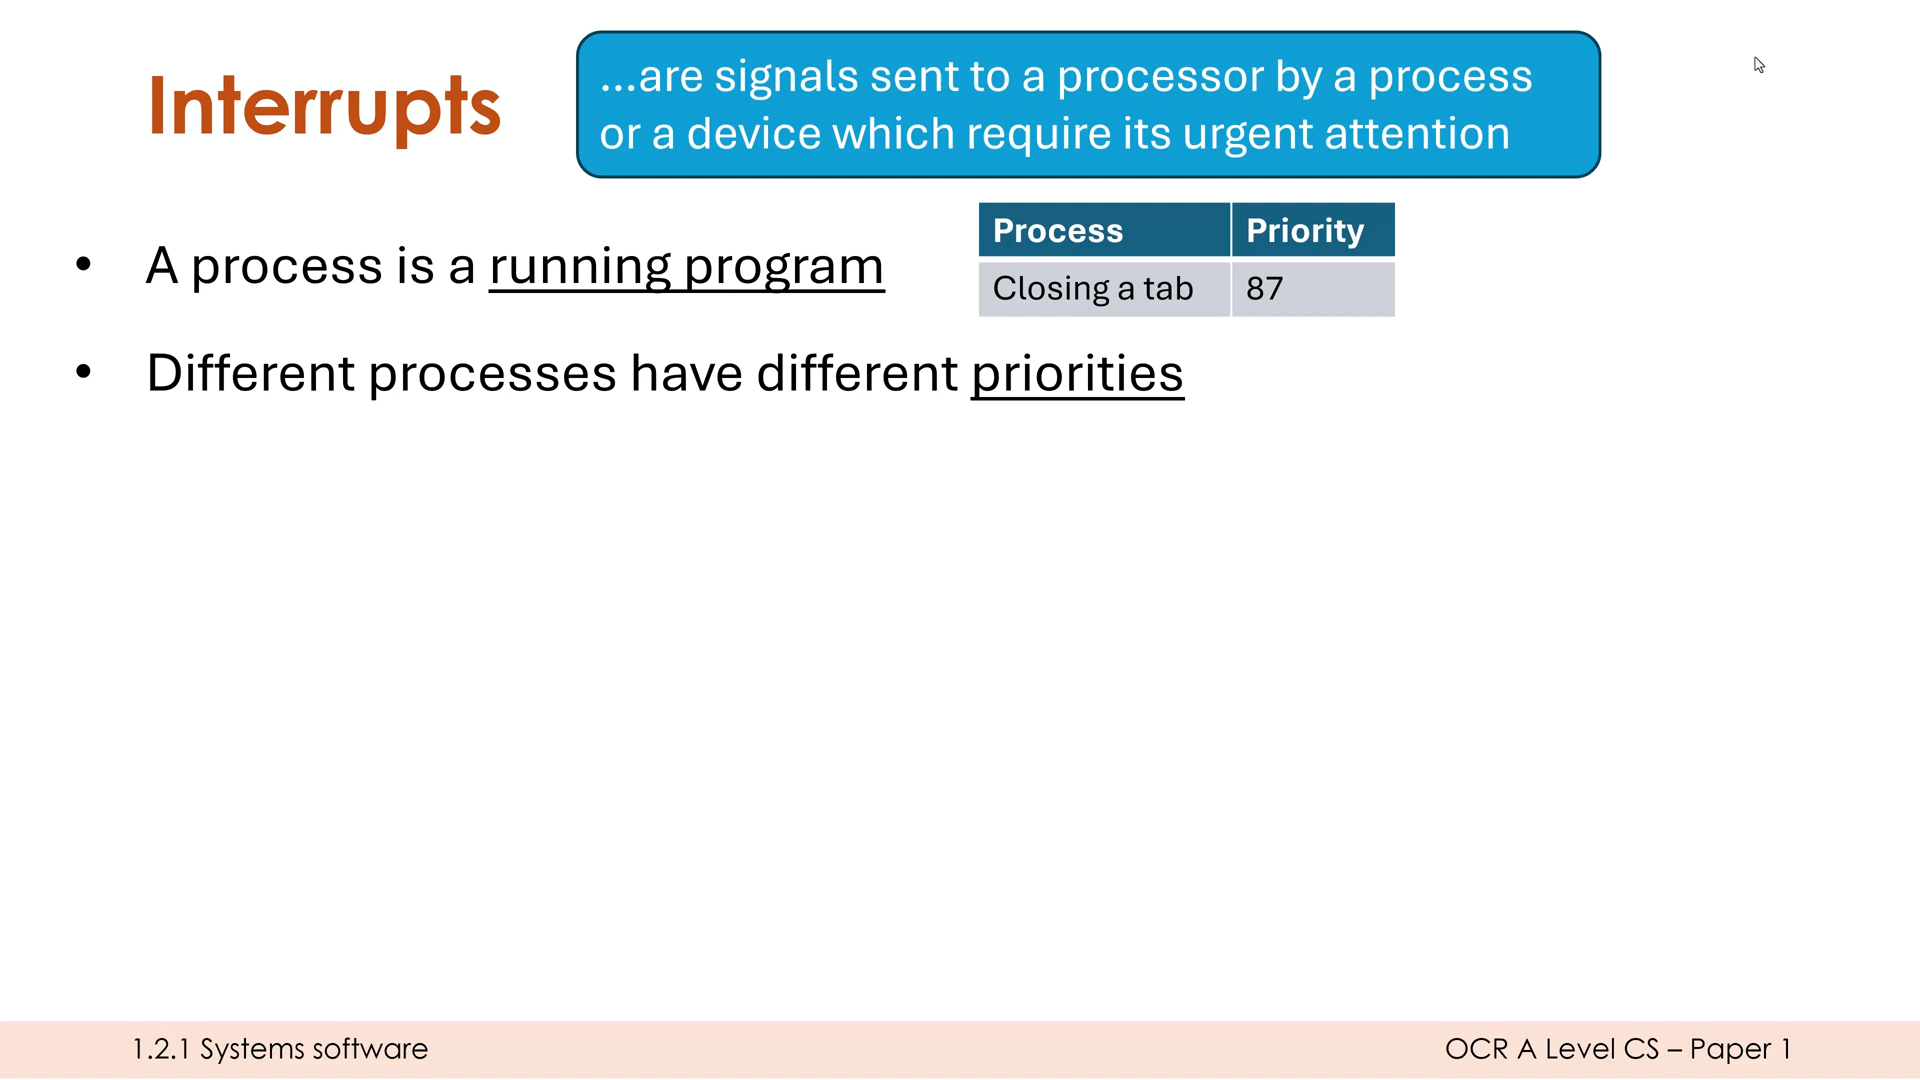 Interrupts
...are signals sent to a processor by a process
or a device which require its urgent attention
• A process is a running program
Process Priority
Closing a tab 87
• Different processes have different priorities
1.2.1 Systems software
OCR A Level CS – Paper 1